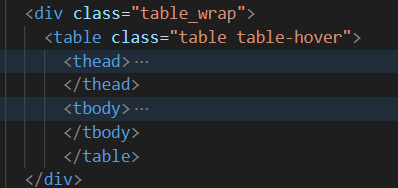 <div class="table_wrap">
<table class="table table-hover">
<thead>···
</thead>
<tbody>···
</tbody>
</table>
</div>